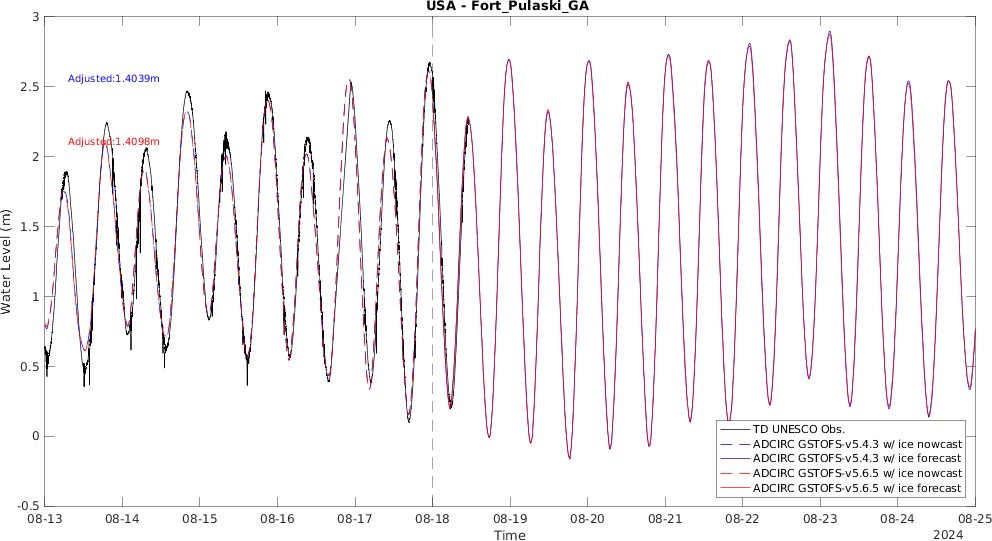 USA - Fort_Pulaski_GA
3
2.5
2
1.5
1
0.5
0
-0.5
Water Level (m)
Adjusted:1.4039m
Adjusted:1.4098m
TD UNESCO Obs.
ADCIRC GSTOFS-v5.4.3 w/ ice nowcast
ADCIRC GSTOFS-v5.4.3 w/ ice forecast
ADCIRC GSTOFS-v5.6.5 w/ ice nowcast
ADCIRC GSTOFS-v5.6.5 w/ ice forecast
08-13 08-14 08-15 08-16 08-17 08-18 08-19 08-20 08-21 08-22 08-23 08-24 08-25
Time
2024